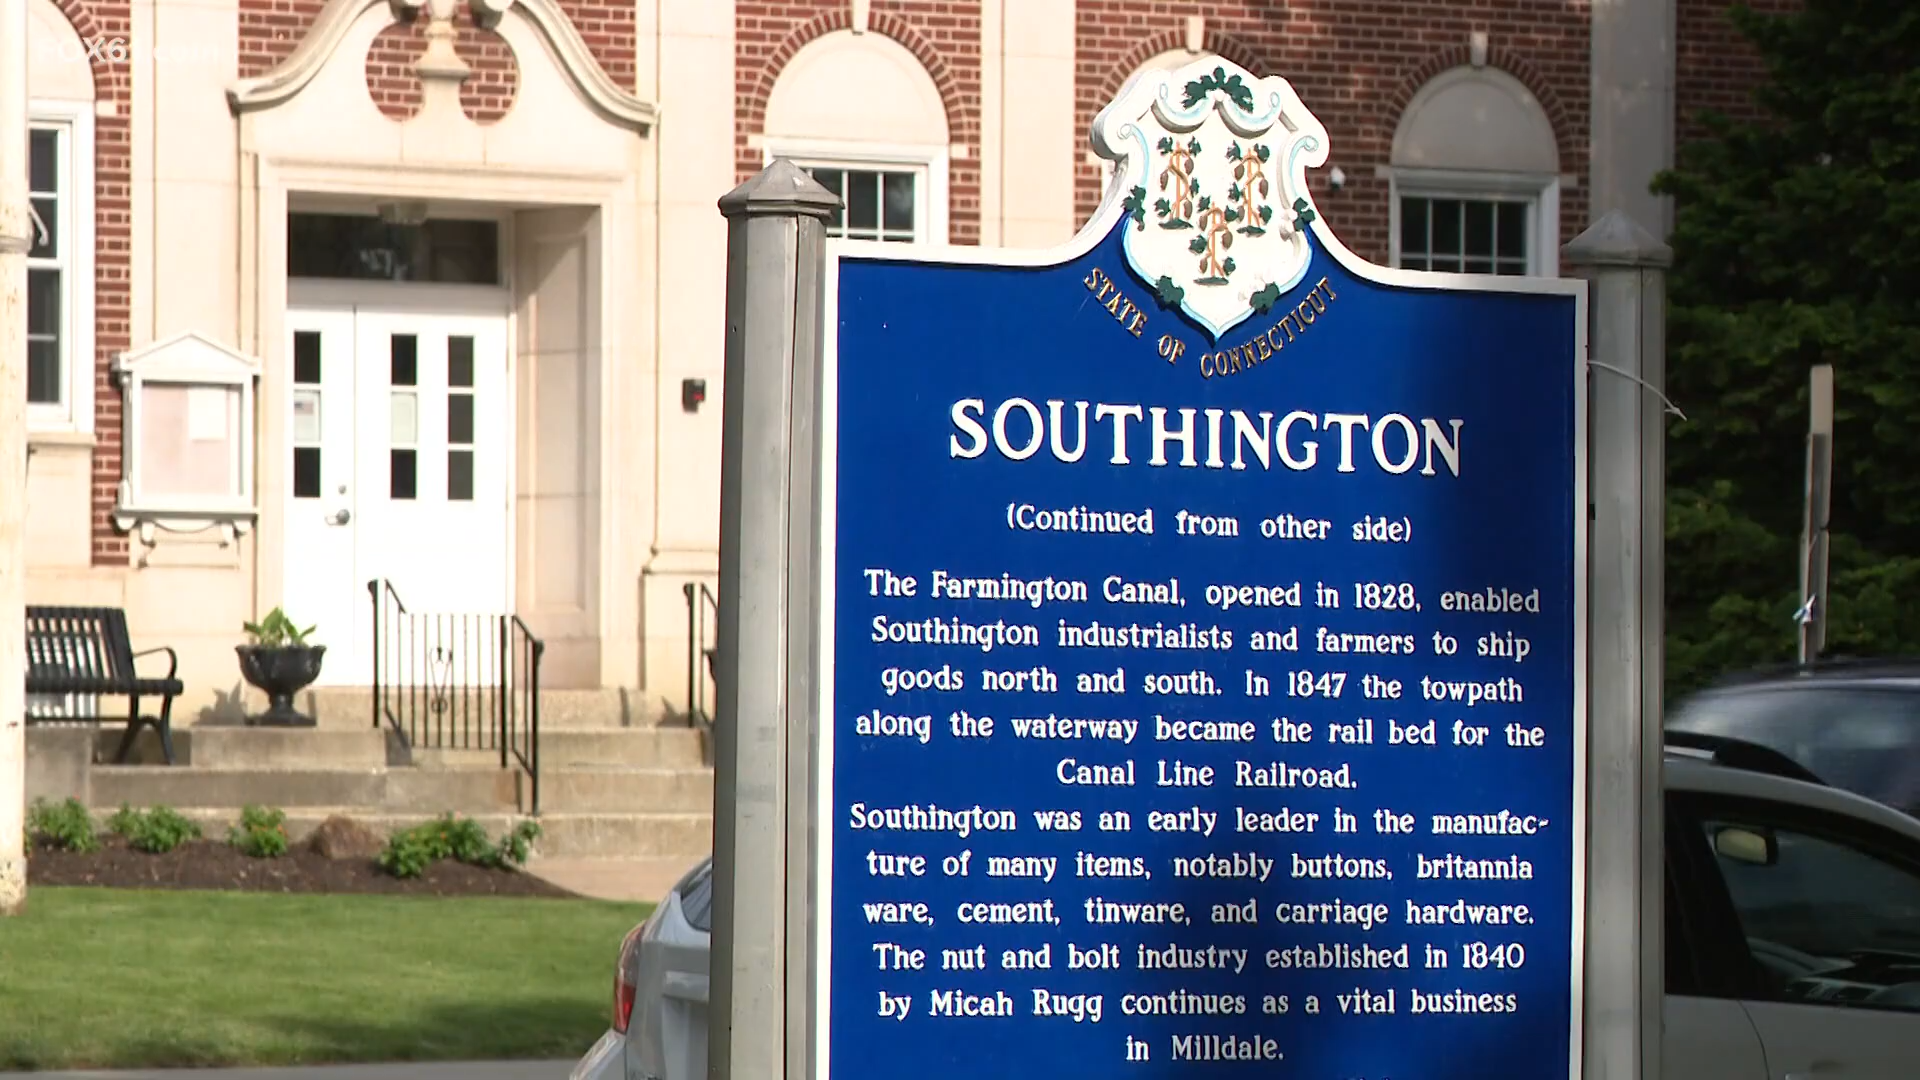 FOX61.com
STATE OF CONNECTICUT
SOUTHINGTON
(Continued from other side)
The Farmington Canal, opened in 1828, enabled
Southington industrialists and farmers to ship
goods north and south. In 1847 the towpath
along the waterway became the rail bed for the
Canal Line Railroad.
Southington was an early leader in the manufac-
ture of many items, notably buttons, britannia
ware, cement, tinware, and carriage hardware.
The nut and bolt industry established in 1840
by Micah Rugg continues as a vital business
in Milldale.